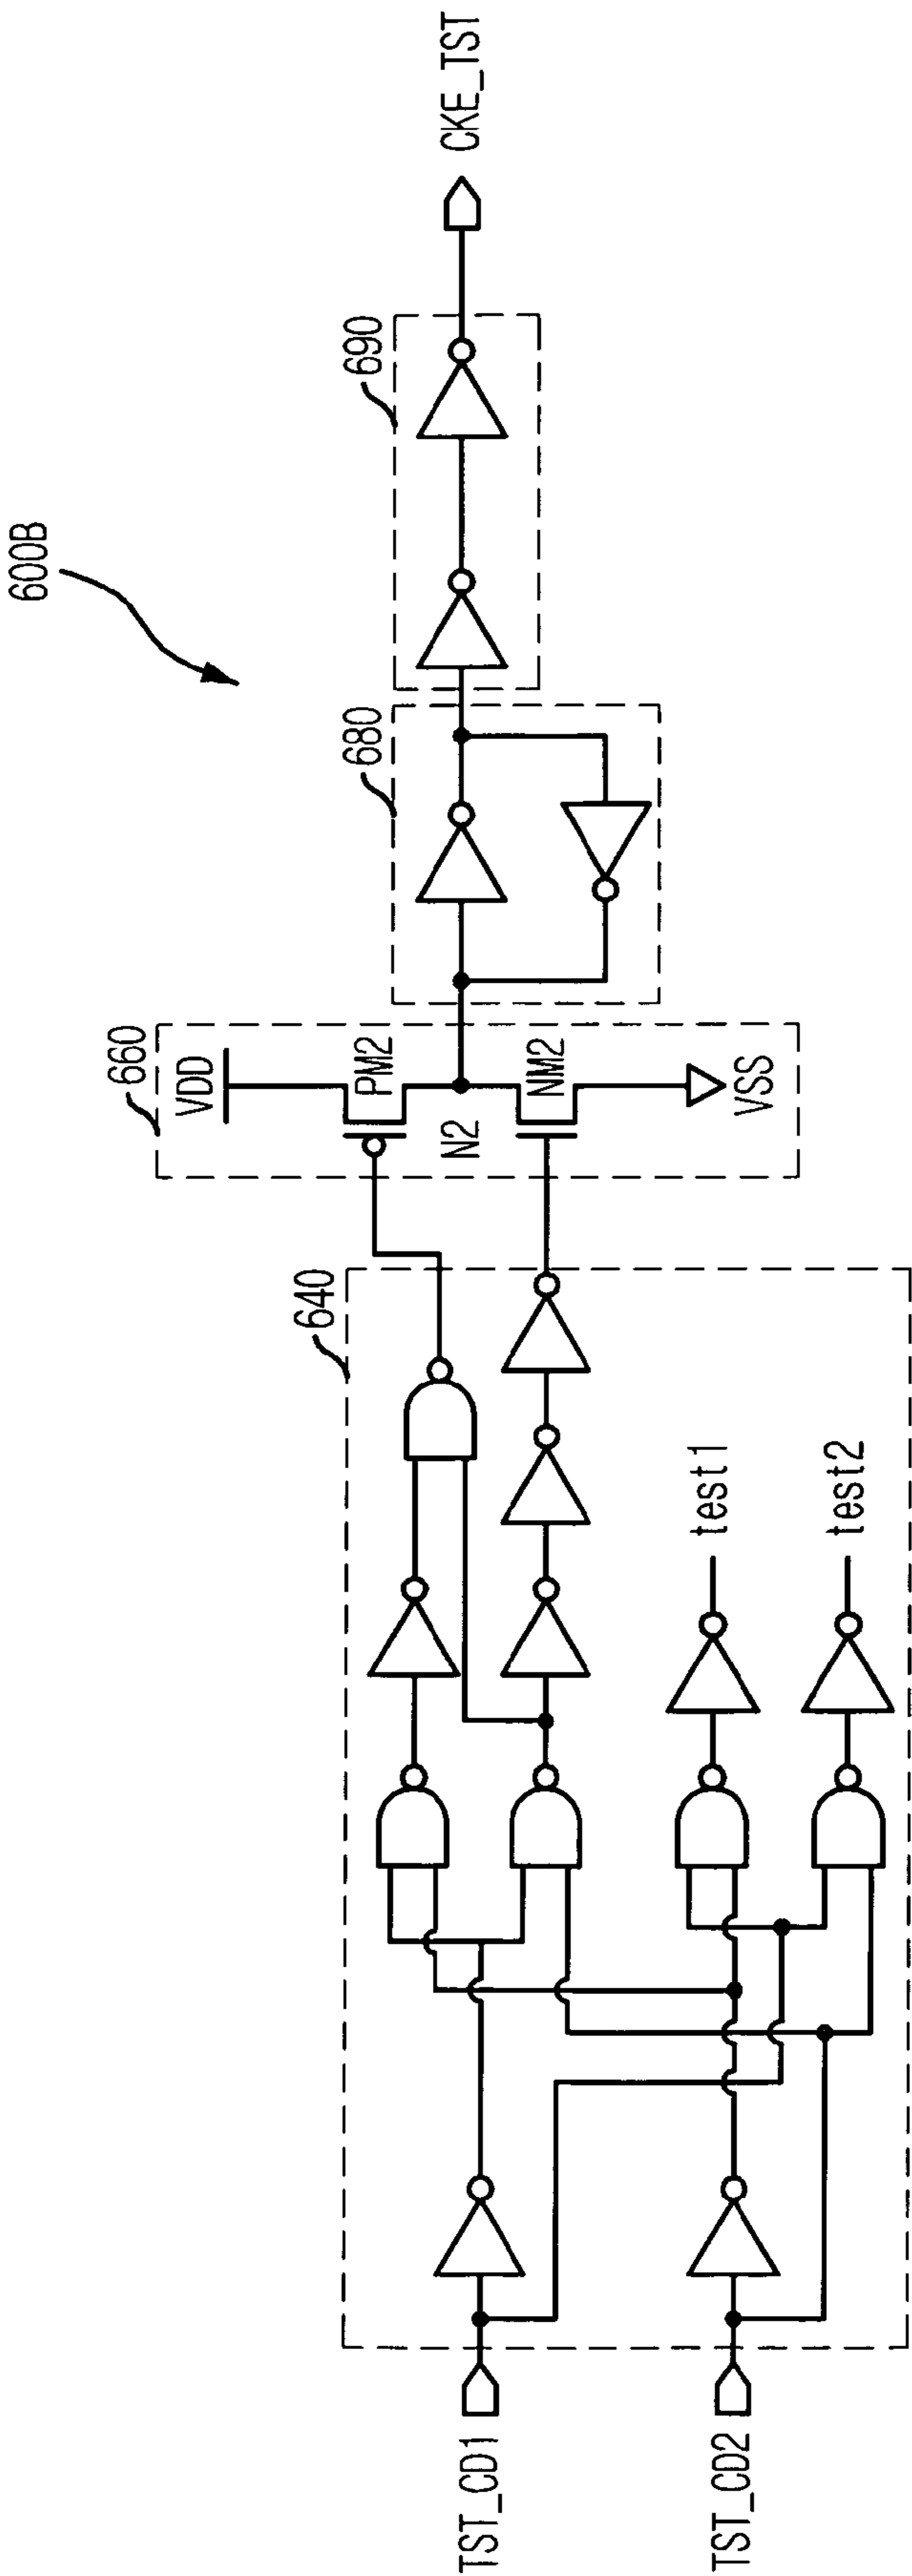 600B
640
660
680
690
VDD
PM2
N2
NM2
VSS
TST_CD1
TST_CD2
test1
test2
CKE_TST